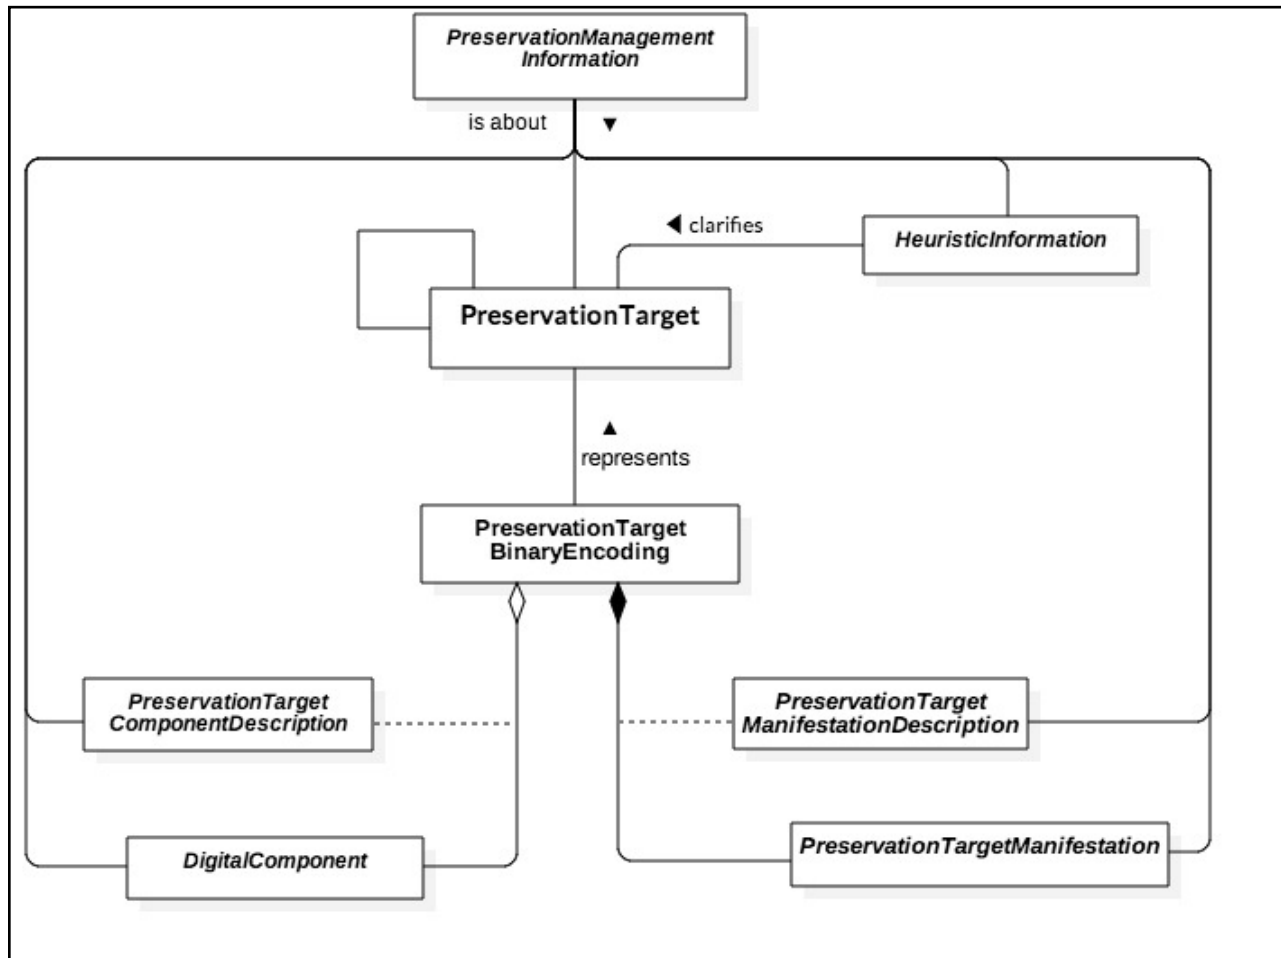 PreservationManagement
Information
is about ▼
◀ clarifies
HeuristicInformation
PreservationTarget
▲
represents
PreservationTarget
BinaryEncoding
PreservationTarget
ComponentDescription
PreservationTarget
ManifestationDescription
DigitalComponent
PreservationTargetManifestation